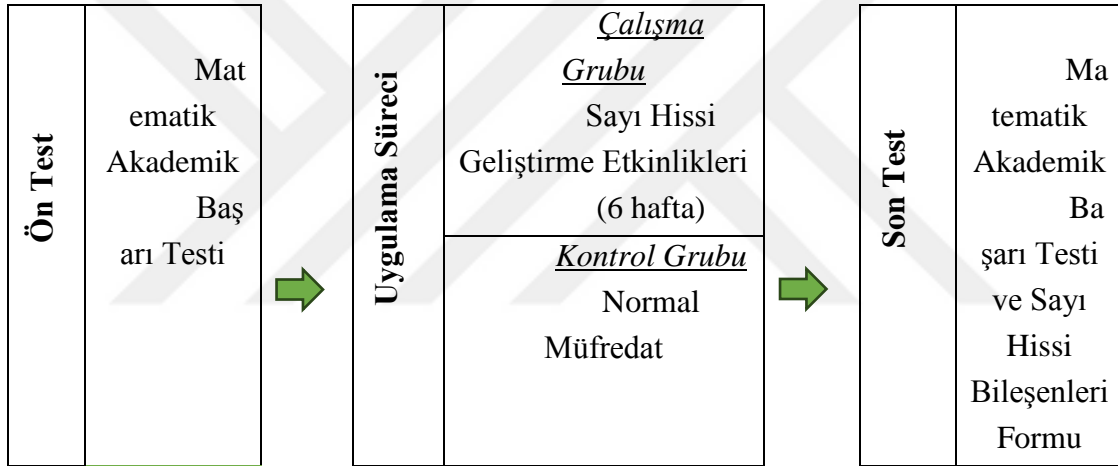 Ön Test
Mat
ematik
Akademik
Baş
arı Testi
Uygulama Süreci
Çalışma
Grubu
Sayı Hissi
Geliştirme Etkinlikleri
(6 hafta)
Kontrol Grubu
Normal
Müfredat
Son Test
Ma
tematik
Akademik
Ba
şarı Testi
ve Sayı
Hissi
Bileşenleri
Formu